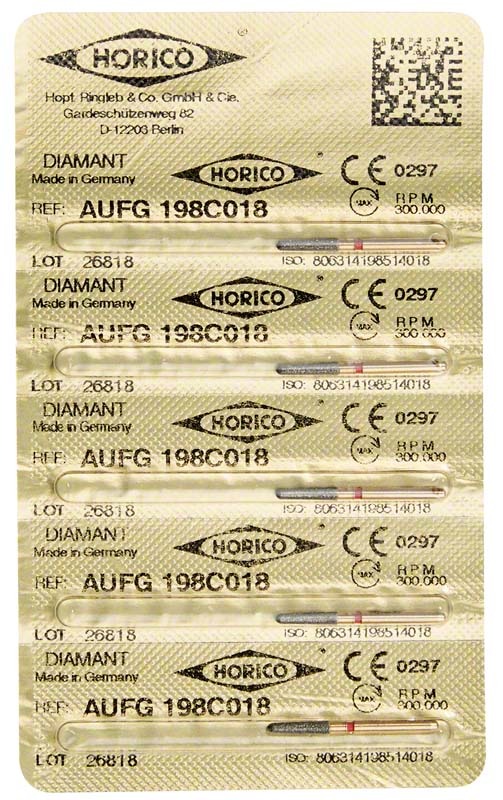 HORICO ®
Hopf, Ringleb & Co. GmbH & Cie.
Gardeschützenweg 82
D-12203 Berlin
DIAMANT HORICO ® CE 0297
Made in Germany
MAX RPM
REF: AUFG 198C018 300.000
LOT 26818 ISO: 806314198514018
DIAMANT HORICO ® CE 0297
Made in Germany
MAX RPM
REF: AUFG 198C018 300.000
LOT 26818 ISO: 806314198514018
DIAMANT HORICO ® CE 0297
Made in Germany
MAX RPM
REF: AUFG 198C018 300.000
LOT 26818 ISO: 806314198514018
DIAMANT HORICO ® CE 0297
Made in Germany
MAX RPM
REF: AUFG 198C018 300.000
LOT 26818 ISO: 806314198514018
DIAMANT HORICO ® CE 0297
Made in Germany
MAX RPM
REF: AUFG 198C018 300.000
LOT 26818 ISO: 806314198514018